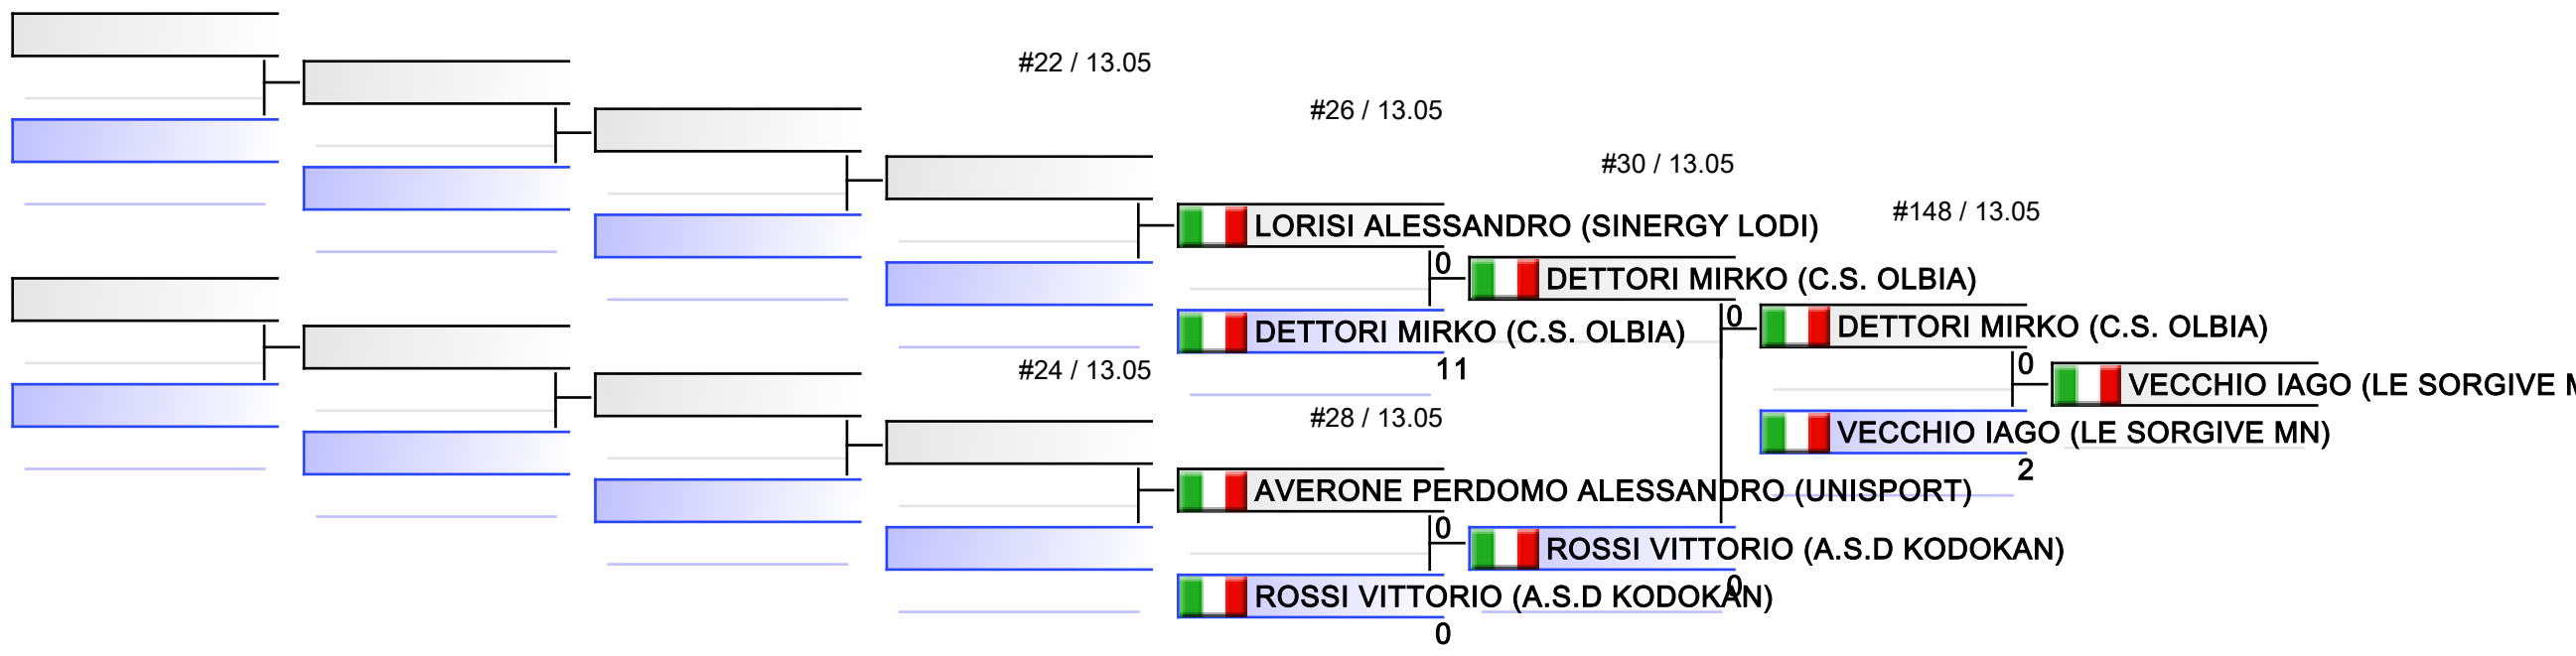 #22 / 13.05
#26 / 13.05
#30 / 13.05
#148 / 13.05
LORISI ALESSANDRO (SINERGY LODI)
0
DETTORI MIRKO (C.S. OLBIA)
DETTORI MIRKO (C.S. OLBIA)
11
0
DETTORI MIRKO (C.S. OLBIA)
0
VECCHIO IAGO (LE SORGIVE M
VECCHIO IAGO (LE SORGIVE MN)
2
#24 / 13.05
#28 / 13.05
AVERONE PERDOMO ALESSANDRO (UNISPORT)
0
ROSSI VITTORIO (A.S.D KODOKAN)
0
ROSSI VITTORIO (A.S.D KODOKAN)
0